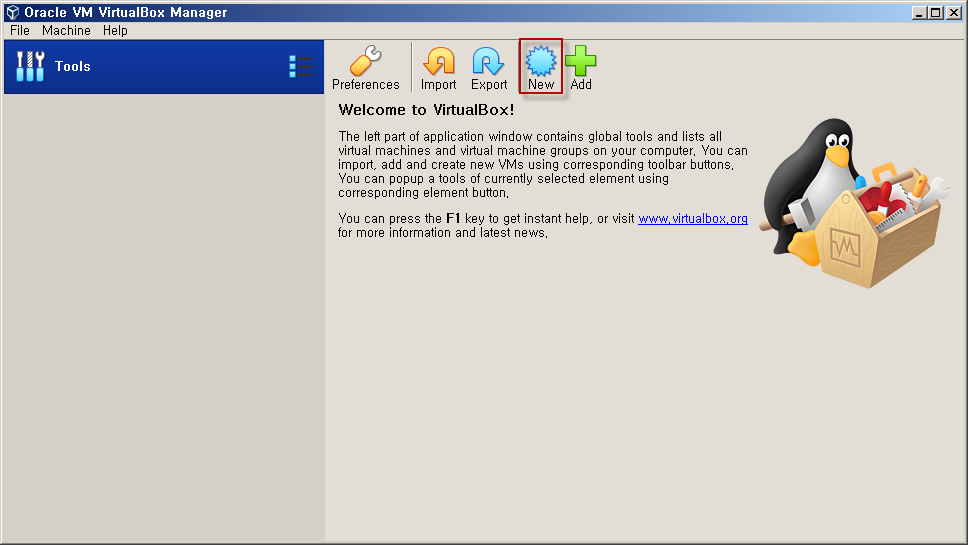 Oracle VM VirtualBox Manager
File Machine Help
Tools
Preferences Import Export New Add
Welcome to VirtualBox!
The left part of application window contains global tools and lists all
virtual machines and virtual machine groups on your computer. You can
import, add and create new VMs using corresponding toolbar buttons.
You can popup a tools of currently selected element using
corresponding element button.
You can press the F1 key to get instant help, or visit www.virtualbox.org
for more information and latest news.